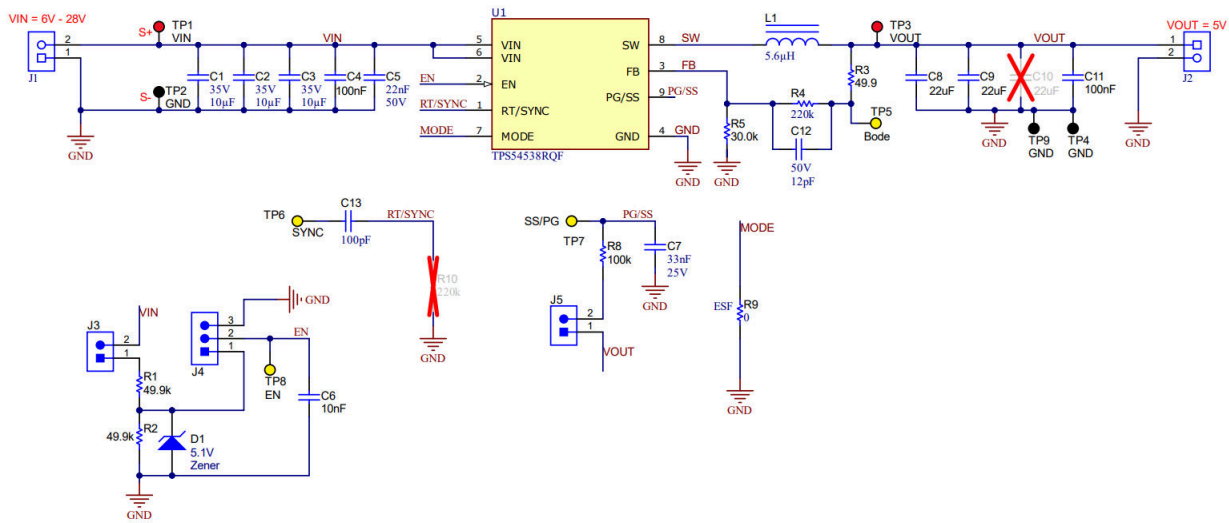 VIN = 6V - 28V
J1
2
1
S+
TP1
VIN
S-
TP2
GND
GND
VIN
C1
35V
10µF
C2
35V
10µF
C3
35V
10µF
C4
100nF
C5
22nF
50V
EN
RT/SYNC
MODE
U1
5
6
2
1
7
VIN
VIN
EN
RT/SYNC
MODE
SW
FB
PG/SS
GND
8
3
9
4
TPS54538RQF
SW
FB
PG/SS
GND
GND
L1
5.6µH
R5
30.0k
GND
R4
220k
C12
50V
12pF
R3
49.9
TP5
Bode
TP3
VOUT
C8
22uF
C9
22uF
C10
22uF
C11
100nF
VOUT
GND
TP9
GND
TP4
GND
VOUT = 5V
1
2
J2
GND
TP6
SYNC
C13
100pF
RT/SYNC
R10
220k
GND
SS/PG
TP7
PG/SS
R8
100k
C7
33nF
25V
GND
J5
2
1
VOUT
MODE
ESF
R9
0
GND
VIN
J3
2
1
R1
49.9k
R2
49.9k
D1
5.1V
Zener
GND
J4
3
2
1
GND
EN
TP8
EN
C6
10nF